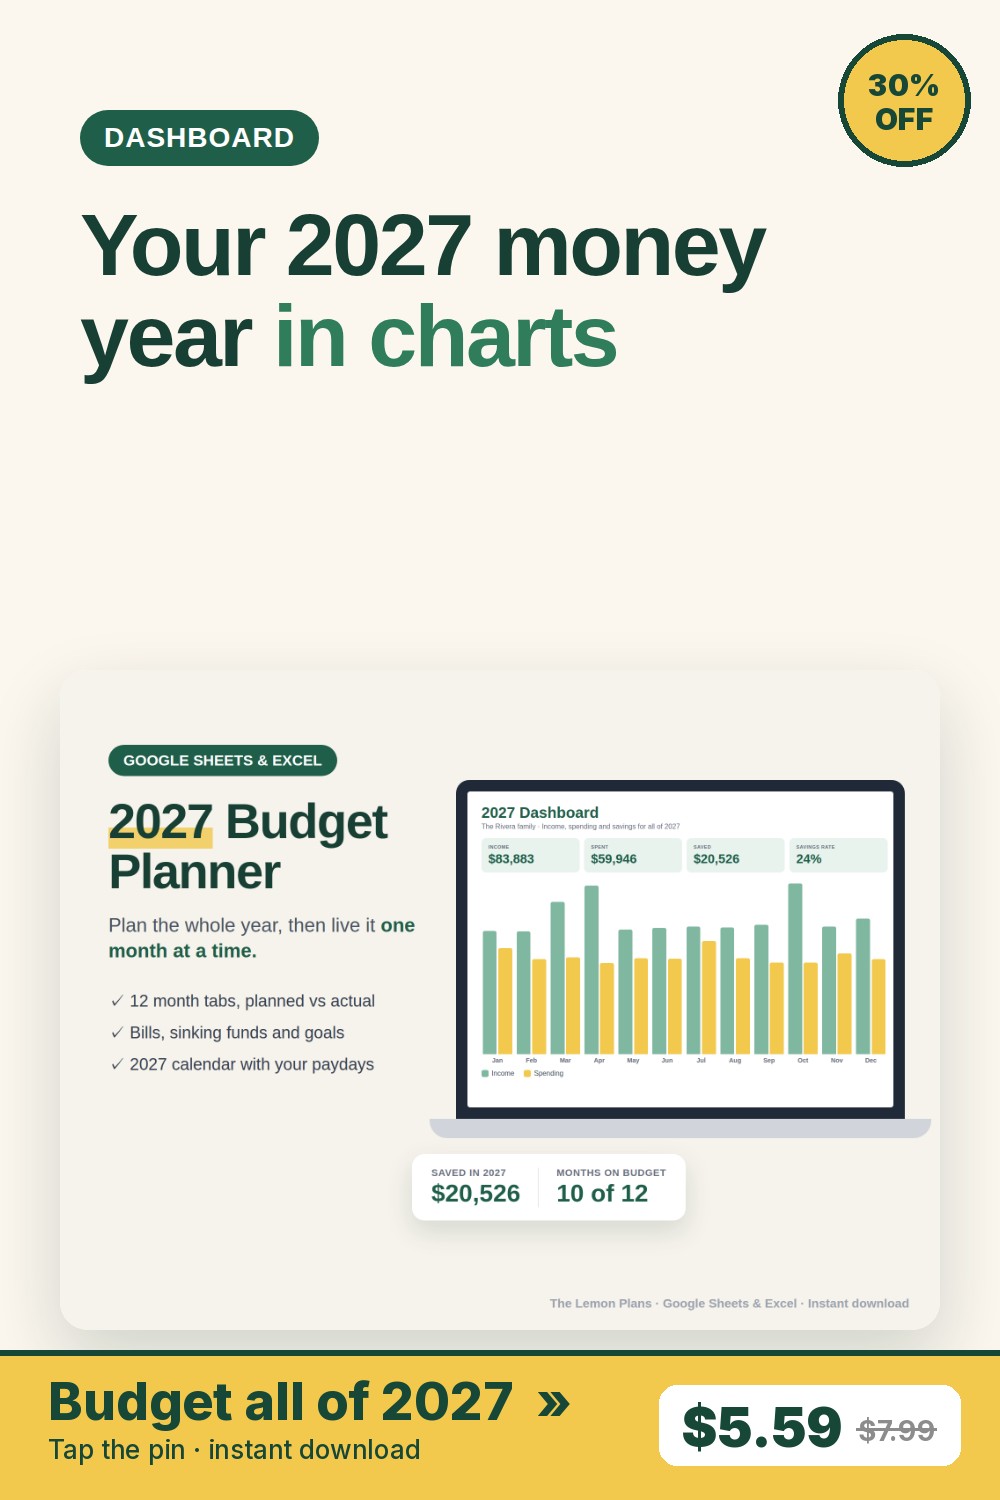 30%
OFF
DASHBOARD
Your 2027 money
year in charts
GOOGLE SHEETS & EXCEL
2027 Budget
Planner
Plan the whole year, then live it one
month at a time.
✓ 12 month tabs, planned vs actual
✓ Bills, sinking funds and goals
✓ 2027 calendar with your paydays
2027 Dashboard
The Rivera family · Income, spending and savings for all of 2027
INCOME SPENT SAVED SAVINGS RATE
$83,883 $59,946 $20,526 24%
Jan Feb Mar Apr May Jun Jul Aug Sep Oct Nov Dec
Income Spending
SAVED IN 2027 MONTHS ON BUDGET
$20,526 10 of 12
The Lemon Plans · Google Sheets & Excel · Instant download
Budget all of 2027 »
Tap the pin · instant download
$5.59 $7.99